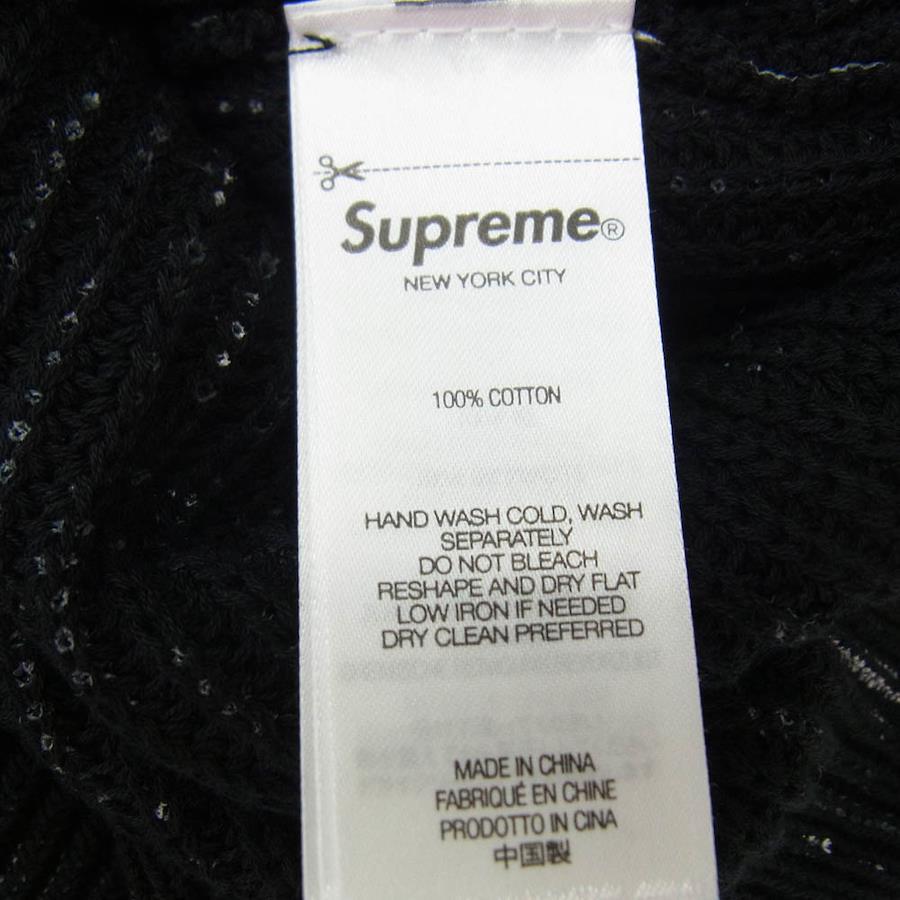 Supreme®
NEW YORK CITY
100% COTTON
HAND WASH COLD, WASH
SEPARATELY
DO NOT BLEACH
RESHAPE AND DRY FLAT
LOW IRON IF NEEDED
DRY CLEAN PREFERRED
MADE IN CHINA
FABRIQUÉ EN CHINE
PRODOTTO IN CINA
中国製